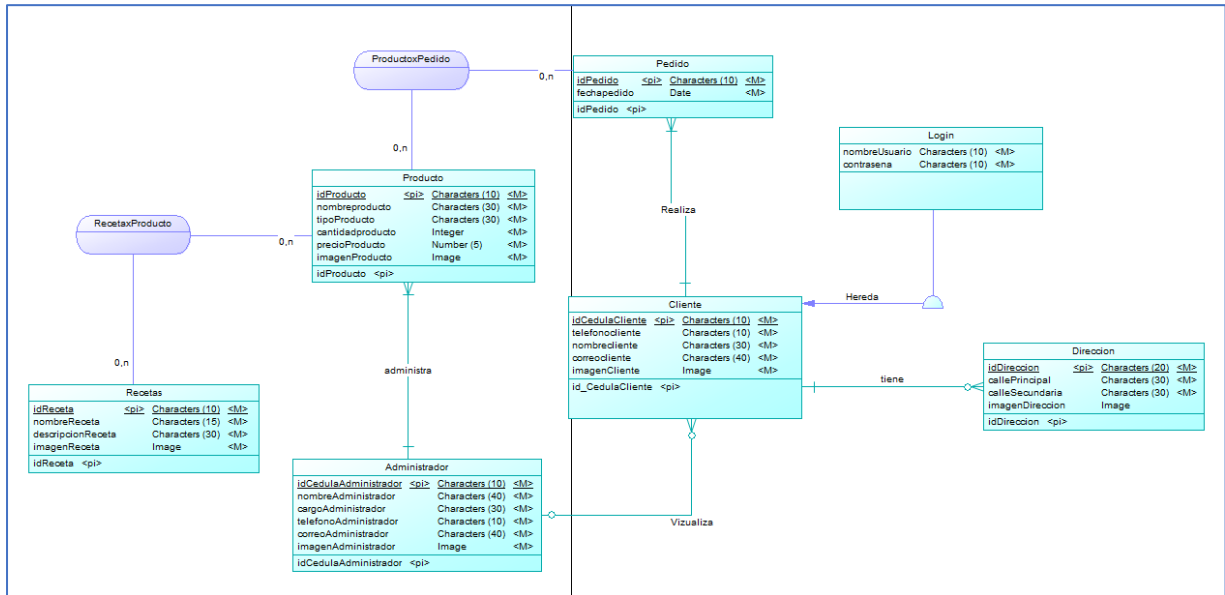 ProductoxPedido
0,n
0,n
Pedido
idPedido <pi> Characters (10) <M>
fechapedido Date <M>
idPedido <pi>
Login
nombreUsuario Characters (10) <M>
contrasena Characters (10) <M>
Producto
idProducto <pi> Characters (10) <M>
nombreproducto Characters (30) <M>
tipoProducto Characters (30) <M>
cantidadproducto Integer <M>
precioProducto Number (5) <M>
imagenProducto Image <M>
idProducto <pi>
RecetaxProducto
0,n
0,n
Realiza
Hereda
Cliente
idCedulaCliente <pi> Characters (10) <M>
telefonocliente Characters (10) <M>
nombrecliente Characters (30) <M>
correocliente Characters (40) <M>
imagenCliente Image <M>
id_CedulaCliente <pi>
tiene
Direccion
idDireccion <pi> Characters (20) <M>
callePrincipal Characters (30) <M>
calleSecundaria Characters (30) <M>
imagenDireccion Image
idDireccion <pi>
administra
Recetas
idReceta <pi> Characters (10) <M>
nombreReceta Characters (15) <M>
descripcionReceta Characters (30) <M>
imagenReceta Image <M>
idReceta <pi>
Administrador
idCedulaAdministrador <pi> Characters (10) <M>
nombreAdministrador Characters (40) <M>
cargoAdministrador Characters (30) <M>
telefonoAdministrador Characters (10) <M>
correoAdministrador Characters (40) <M>
imagenAdministrador Image <M>
idCedulaAdministrador <pi>
Vizualiza